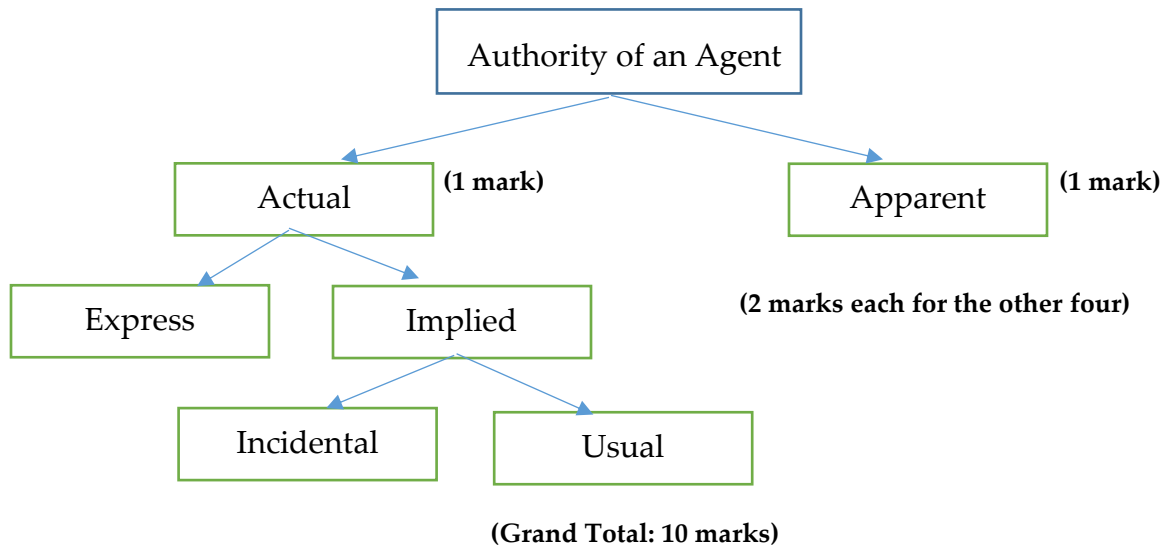 Authority of an Agent
Actual
(1 mark)
Apparent
(1 mark)
Express
Implied
(2 marks each for the other four)
Incidental
Usual
(Grand Total: 10 marks)